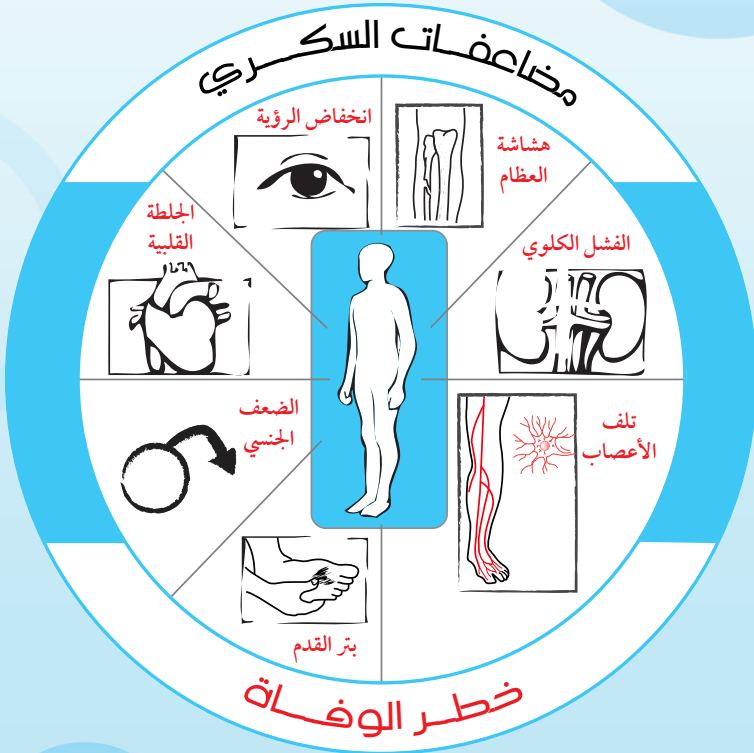 مضاعفات السكري
انخفاض الرؤية
هشاشة
العظام
الجلطة
القلبية
الفشل الكلوي
الضعف
الجنسي
تلف
الأعصاب
بتر القدم
خطر الوفاة